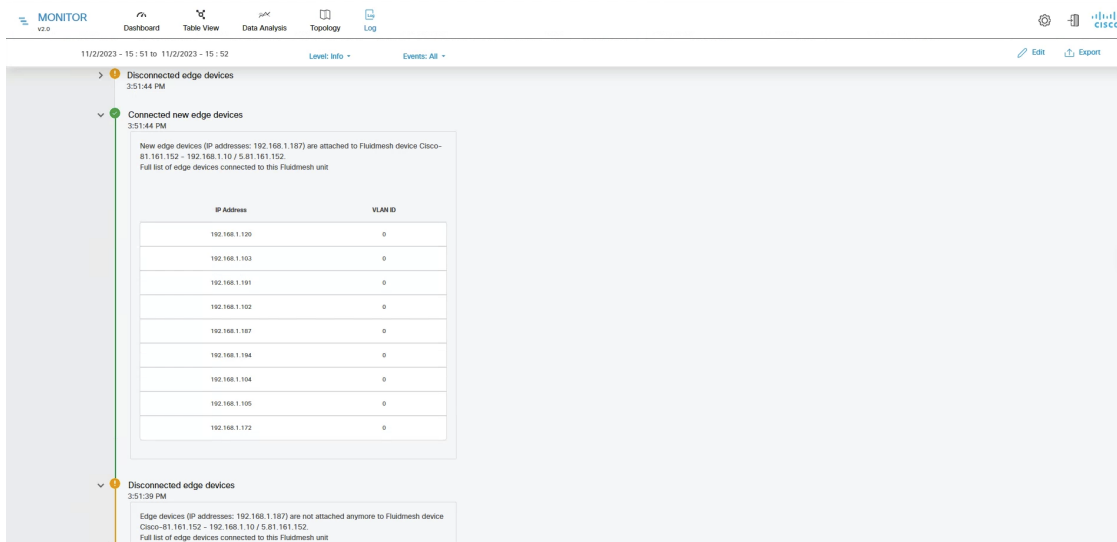 MONITOR
v2.0
Dashboard
Table View
Data Analysis
Topology
Log
Log
CISCO
11/2/2023 - 15 : 51 to 11/2/2023 - 15 : 52
Level: Info
Events: All
Edit
Export
Disconnected edge devices
3:51:44 PM
Connected new edge devices
3:51:44 PM
New edge devices (IP addresses: 192.168.1.187) are attached to Fluidmesh device Cisco-
81.161.152 - 192.168.1.10 / 5.81.161.152.
Full list of edge devices connected to this Fluidmesh unit
IP Address VLAN ID
192.168.1.120 0
192.168.1.103 0
192.168.1.191 0
192.168.1.102 0
192.168.1.187 0
192.168.1.194 0
192.168.1.104 0
192.168.1.105 0
192.168.1.172 0
Disconnected edge devices
3:51:39 PM
Edge devices (IP addresses: 192.168.1.187) are not attached anymore to Fluidmesh device
Cisco-81.161.152 - 192.168.1.10 / 5.81.161.152.
Full list of edge devices connected to this Fluidmesh unit